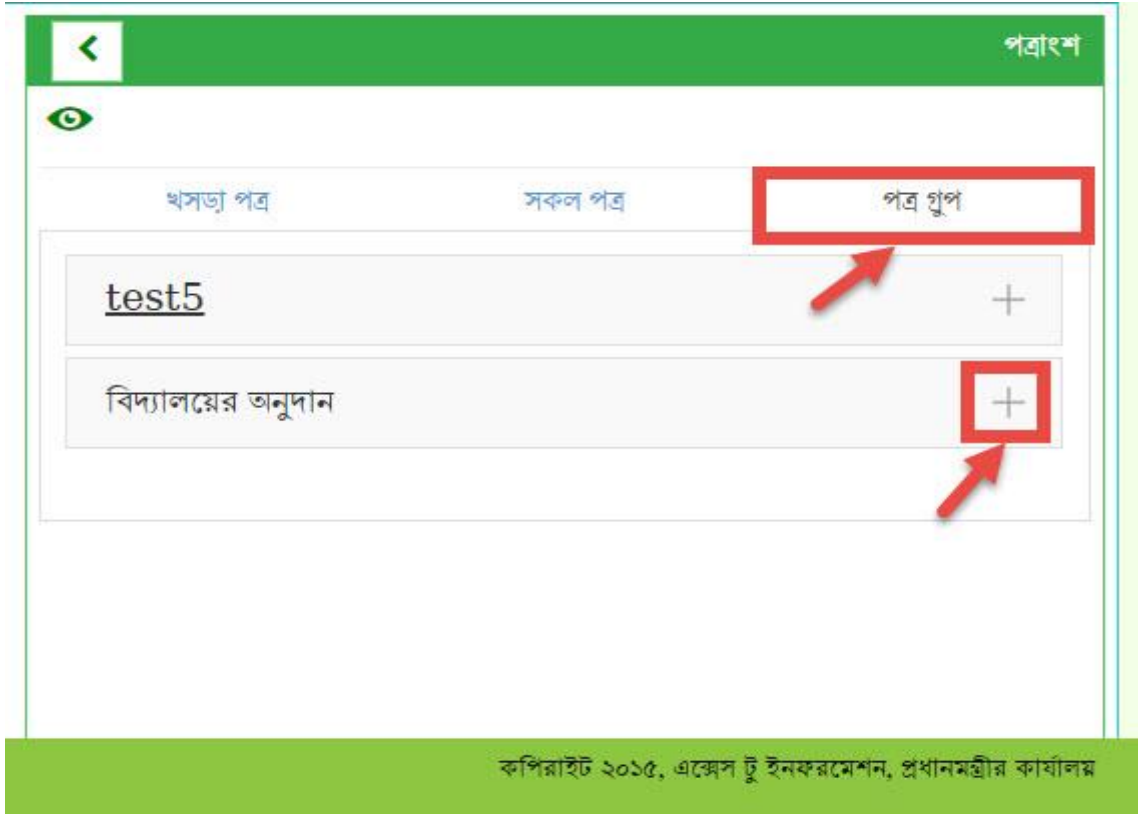 পত্রাংশ
খসড়া পত্র সকল পত্র পত্র গ্রুপ
test5
বিদ্যালয়ের অনুদান
কপিরাইট ২০১৫, এক্সেস টু ইনফরমেশন, প্রধানমন্ত্রীর কার্যালয়